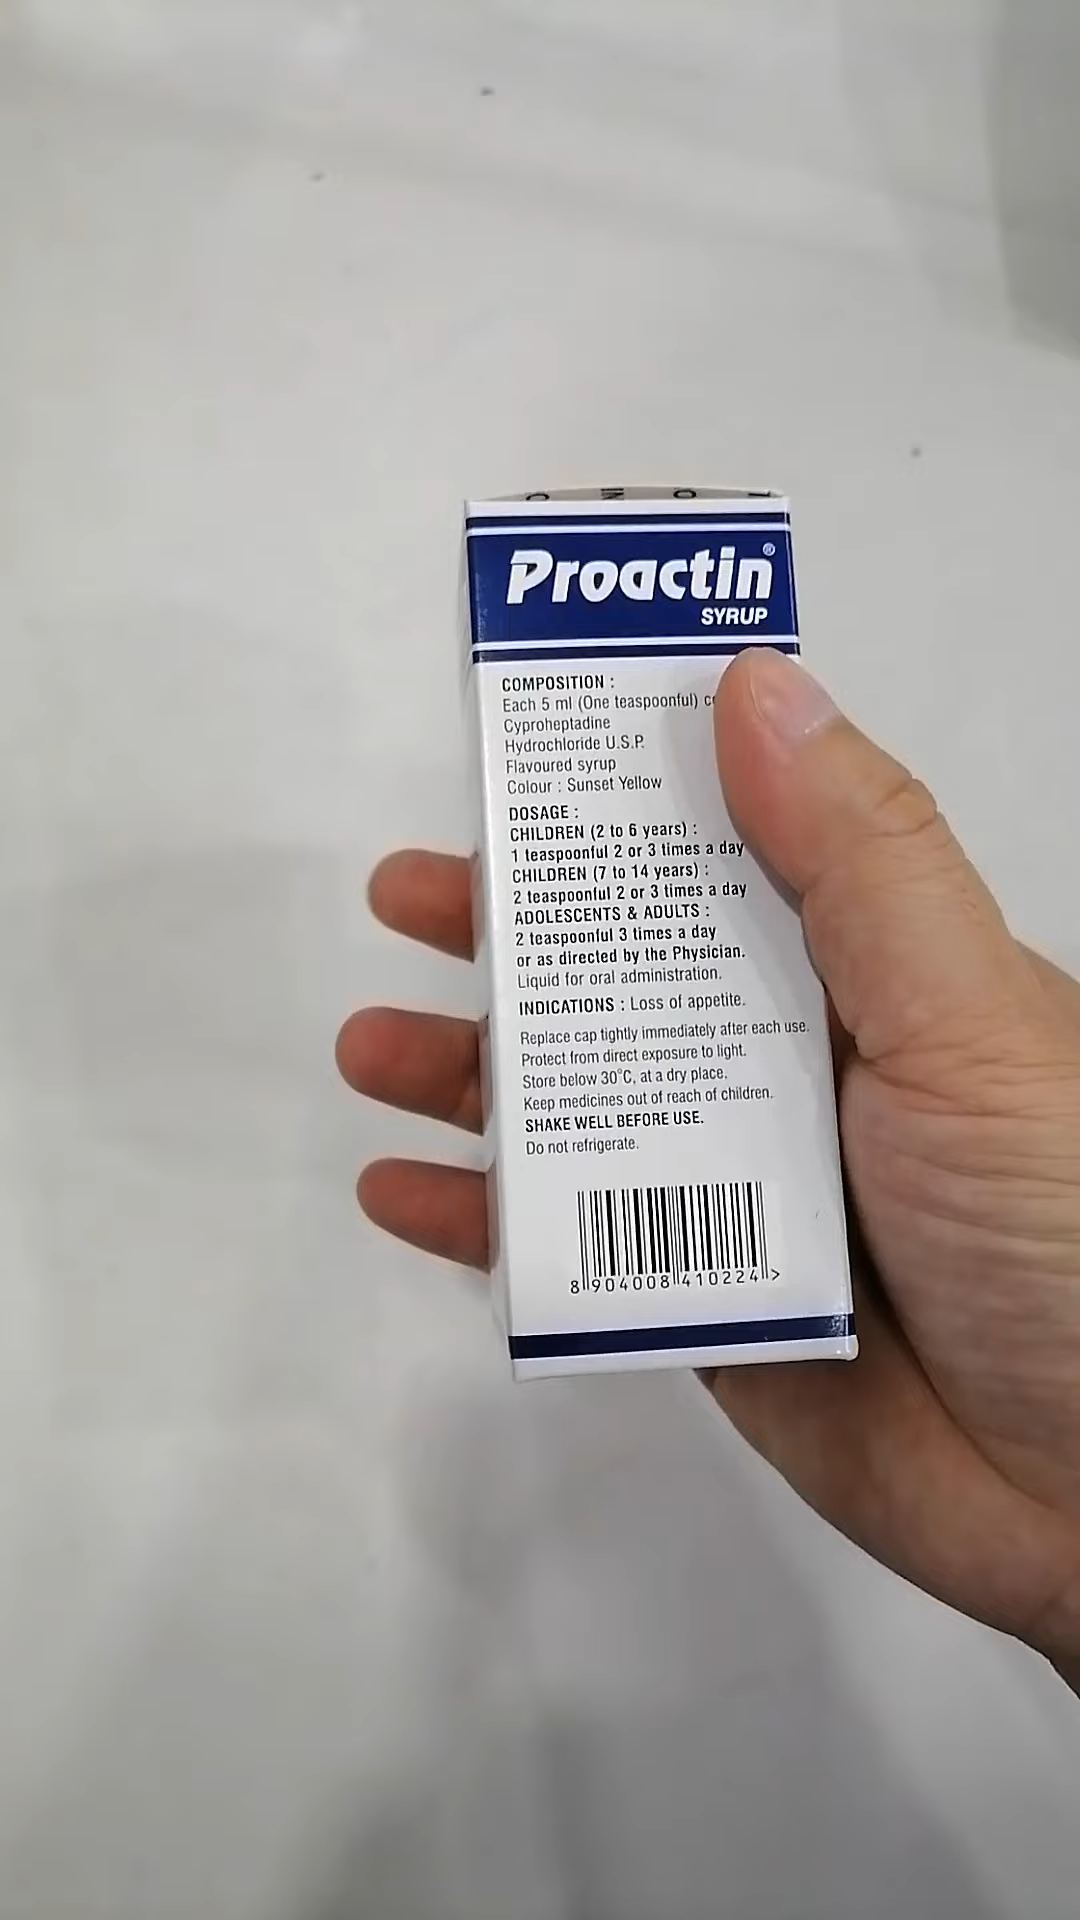 Proactin®
SYRUP
COMPOSITION :
Each 5 ml (One teaspoonful)
Cyproheptadine
Hydrochloride U.S.P.
Flavoured syrup
Colour : Sunset Yellow
DOSAGE :
CHILDREN (2 to 6 years) :
1 teaspoonful 2 or 3 times a day
CHILDREN (7 to 14 years) :
2 teaspoonful 2 or 3 times a day
ADOLESCENTS & ADULTS :
2 teaspoonful 3 times a day
or as directed by the Physician.
Liquid for oral administration.
INDICATIONS : Loss of appetite.
Replace cap tightly immediately after each use.
Protect from direct exposure to light.
Store below 30°C, at a dry place.
Keep medicines out of reach of children.
SHAKE WELL BEFORE USE.
Do not refrigerate.
8 904008 410224 >